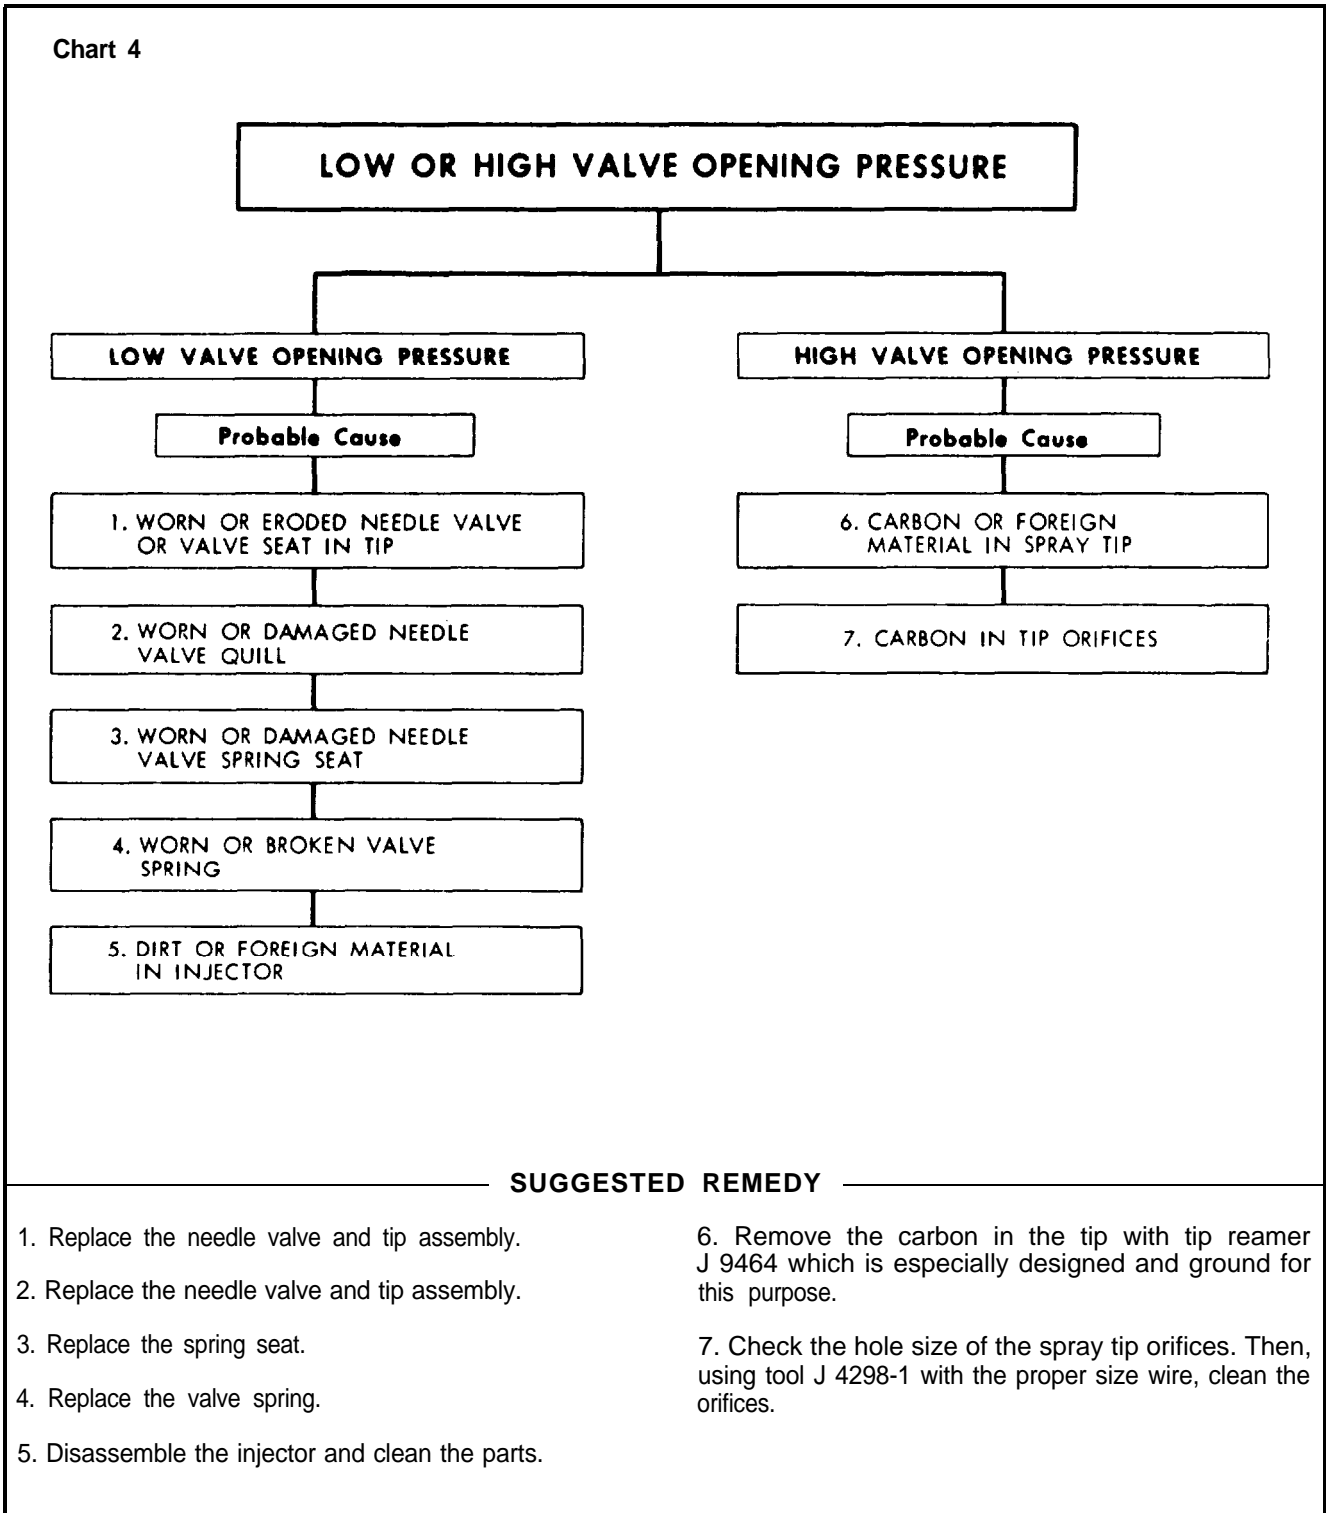 Chart 4
LOW OR HIGH VALVE OPENING PRESSURE
LOW VALVE OPENING PRESSURE
Probable Cause
1. WORN OR ERODED NEEDLE VALVE
OR VALVE SEAT IN TIP
2. WORN OR DAMAGED NEEDLE
VALVE QUILL
3. WORN OR DAMAGED NEEDLE
VALVE SPRING SEAT
4. WORN OR BROKEN VALVE
SPRING
5. DIRT OR FOREIGN MATERIAL
IN INJECTOR
HIGH VALVE OPENING PRESSURE
Probable Cause
6. CARBON OR FOREIGN
MATERIAL IN SPRAY TIP
7. CARBON IN TIP ORIFICES
SUGGESTED REMEDY
1. Replace the needle valve and tip assembly.
2. Replace the needle valve and tip assembly.
3. Replace the spring seat.
4. Replace the valve spring.
5. Disassemble the injector and clean the parts.
6. Remove the carbon in the tip with tip reamer
J 9464 which is especially designed and ground for
this purpose.
7. Check the hole size of the spray tip orifices. Then,
using tool J 4298-1 with the proper size wire, clean the
orifices.